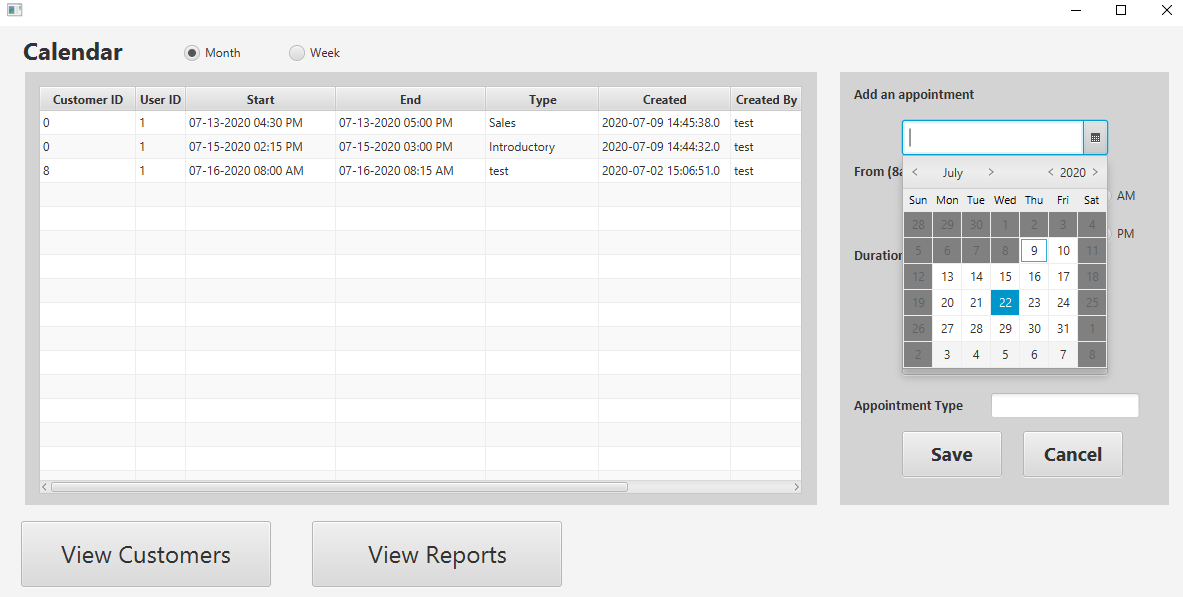 Calendar Month Week
Customer ID User ID Start End Type Created Created By
0 1 07-13-2020 04:30 PM 07-13-2020 05:00 PM Sales 2020-07-09 14:45:38.0 test
0 1 07-15-2020 02:15 PM 07-15-2020 03:00 PM Introductory 2020-07-09 14:44:32.0 test
8 1 07-16-2020 08:00 AM 07-16-2020 08:15 AM test 2020-07-02 15:06:51.0 test
Add an appointment
From (8a
July 2020
AM
Sun Mon Tue Wed Thu Fri Sat
28 29 30 1 2 3 4
PM
5 6 7 8 9 10 11
Duration
12 13 14 15 16 17 18
19 20 21 22 23 24 25
26 27 28 29 30 31 1
2 3 4 5 6 7 8
Appointment Type
Save Cancel
View Customers View Reports